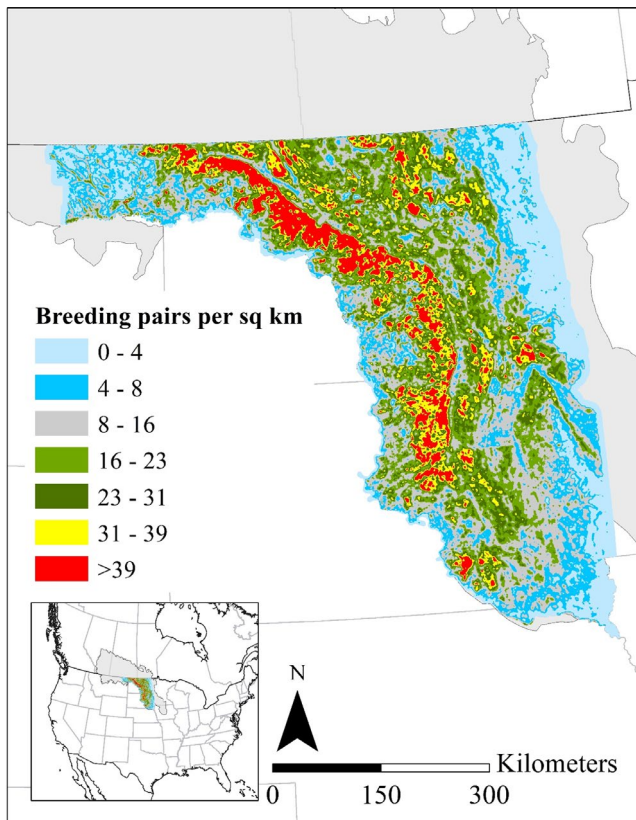 Breeding pairs per sq km
0 - 4
4 - 8
8 - 16
16 - 23
23 - 31
31 - 39
>39
N
Kilometers
0 150 300